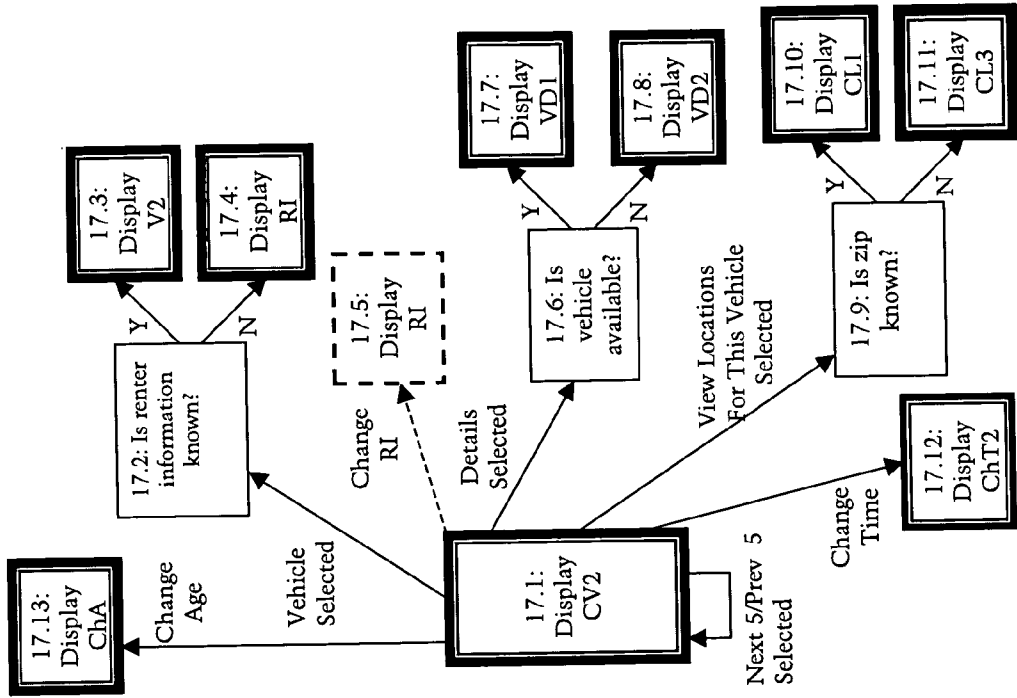 17.13:
Display
ChA
Change
Age
Vehicle
Selected
17.2: Is renter
information
known?
Y
N
17.3:
Display
V2
17.4:
Display
RI
Change
RI
17.5:
Display
RI
Details
Selected
17.6: Is
vehicle
available?
Y
N
17.7:
Display
VD1
17.8:
Display
VD2
17.1:
Display
CV2
Next 5/Prev 5
Selected
View Locations
For This Vehicle
Selected
17.9: Is zip
known?
Y
N
17.10:
Display
CL1
17.11:
Display
CL3
Change
Time
17.12:
Display
ChT2